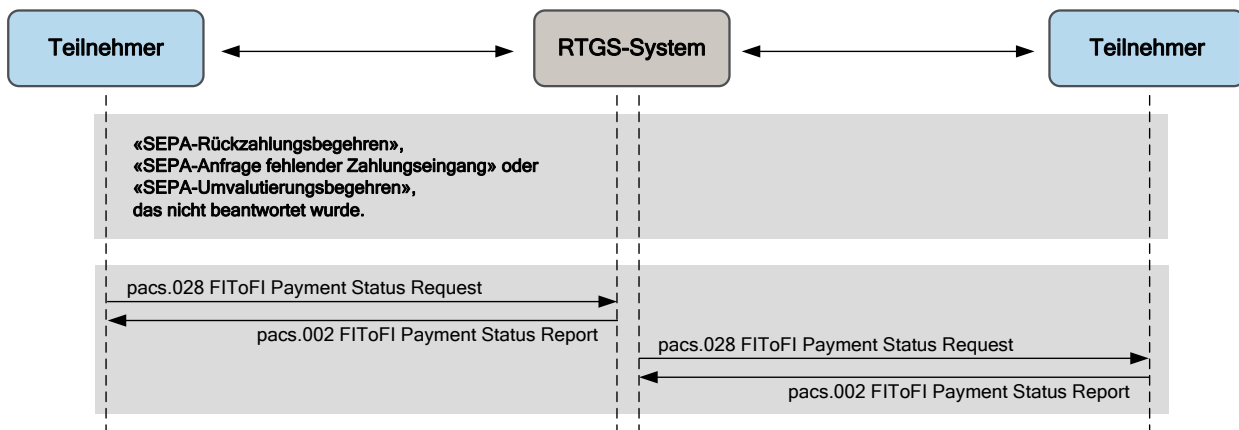 Teilnehmer
RTGS-System
Teilnehmer
«SEPA-Rückzahlungsbegehren»,
«SEPA-Anfrage fehlender Zahlungseingang» oder
«SEPA-Umvalutierungsbegehren»,
das nicht beantwortet wurde.
pacs.028 FIToFI Payment Status Request
pacs.002 FIToFI Payment Status Report
pacs.028 FIToFI Payment Status Request
pacs.002 FIToFI Payment Status Report